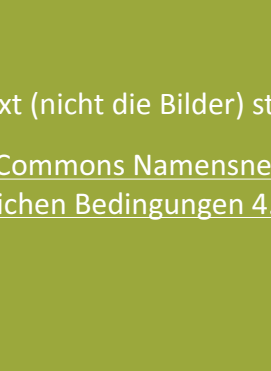 xt (nicht die Bilder) st
Commons Namensne
ichen Bedingungen 4.